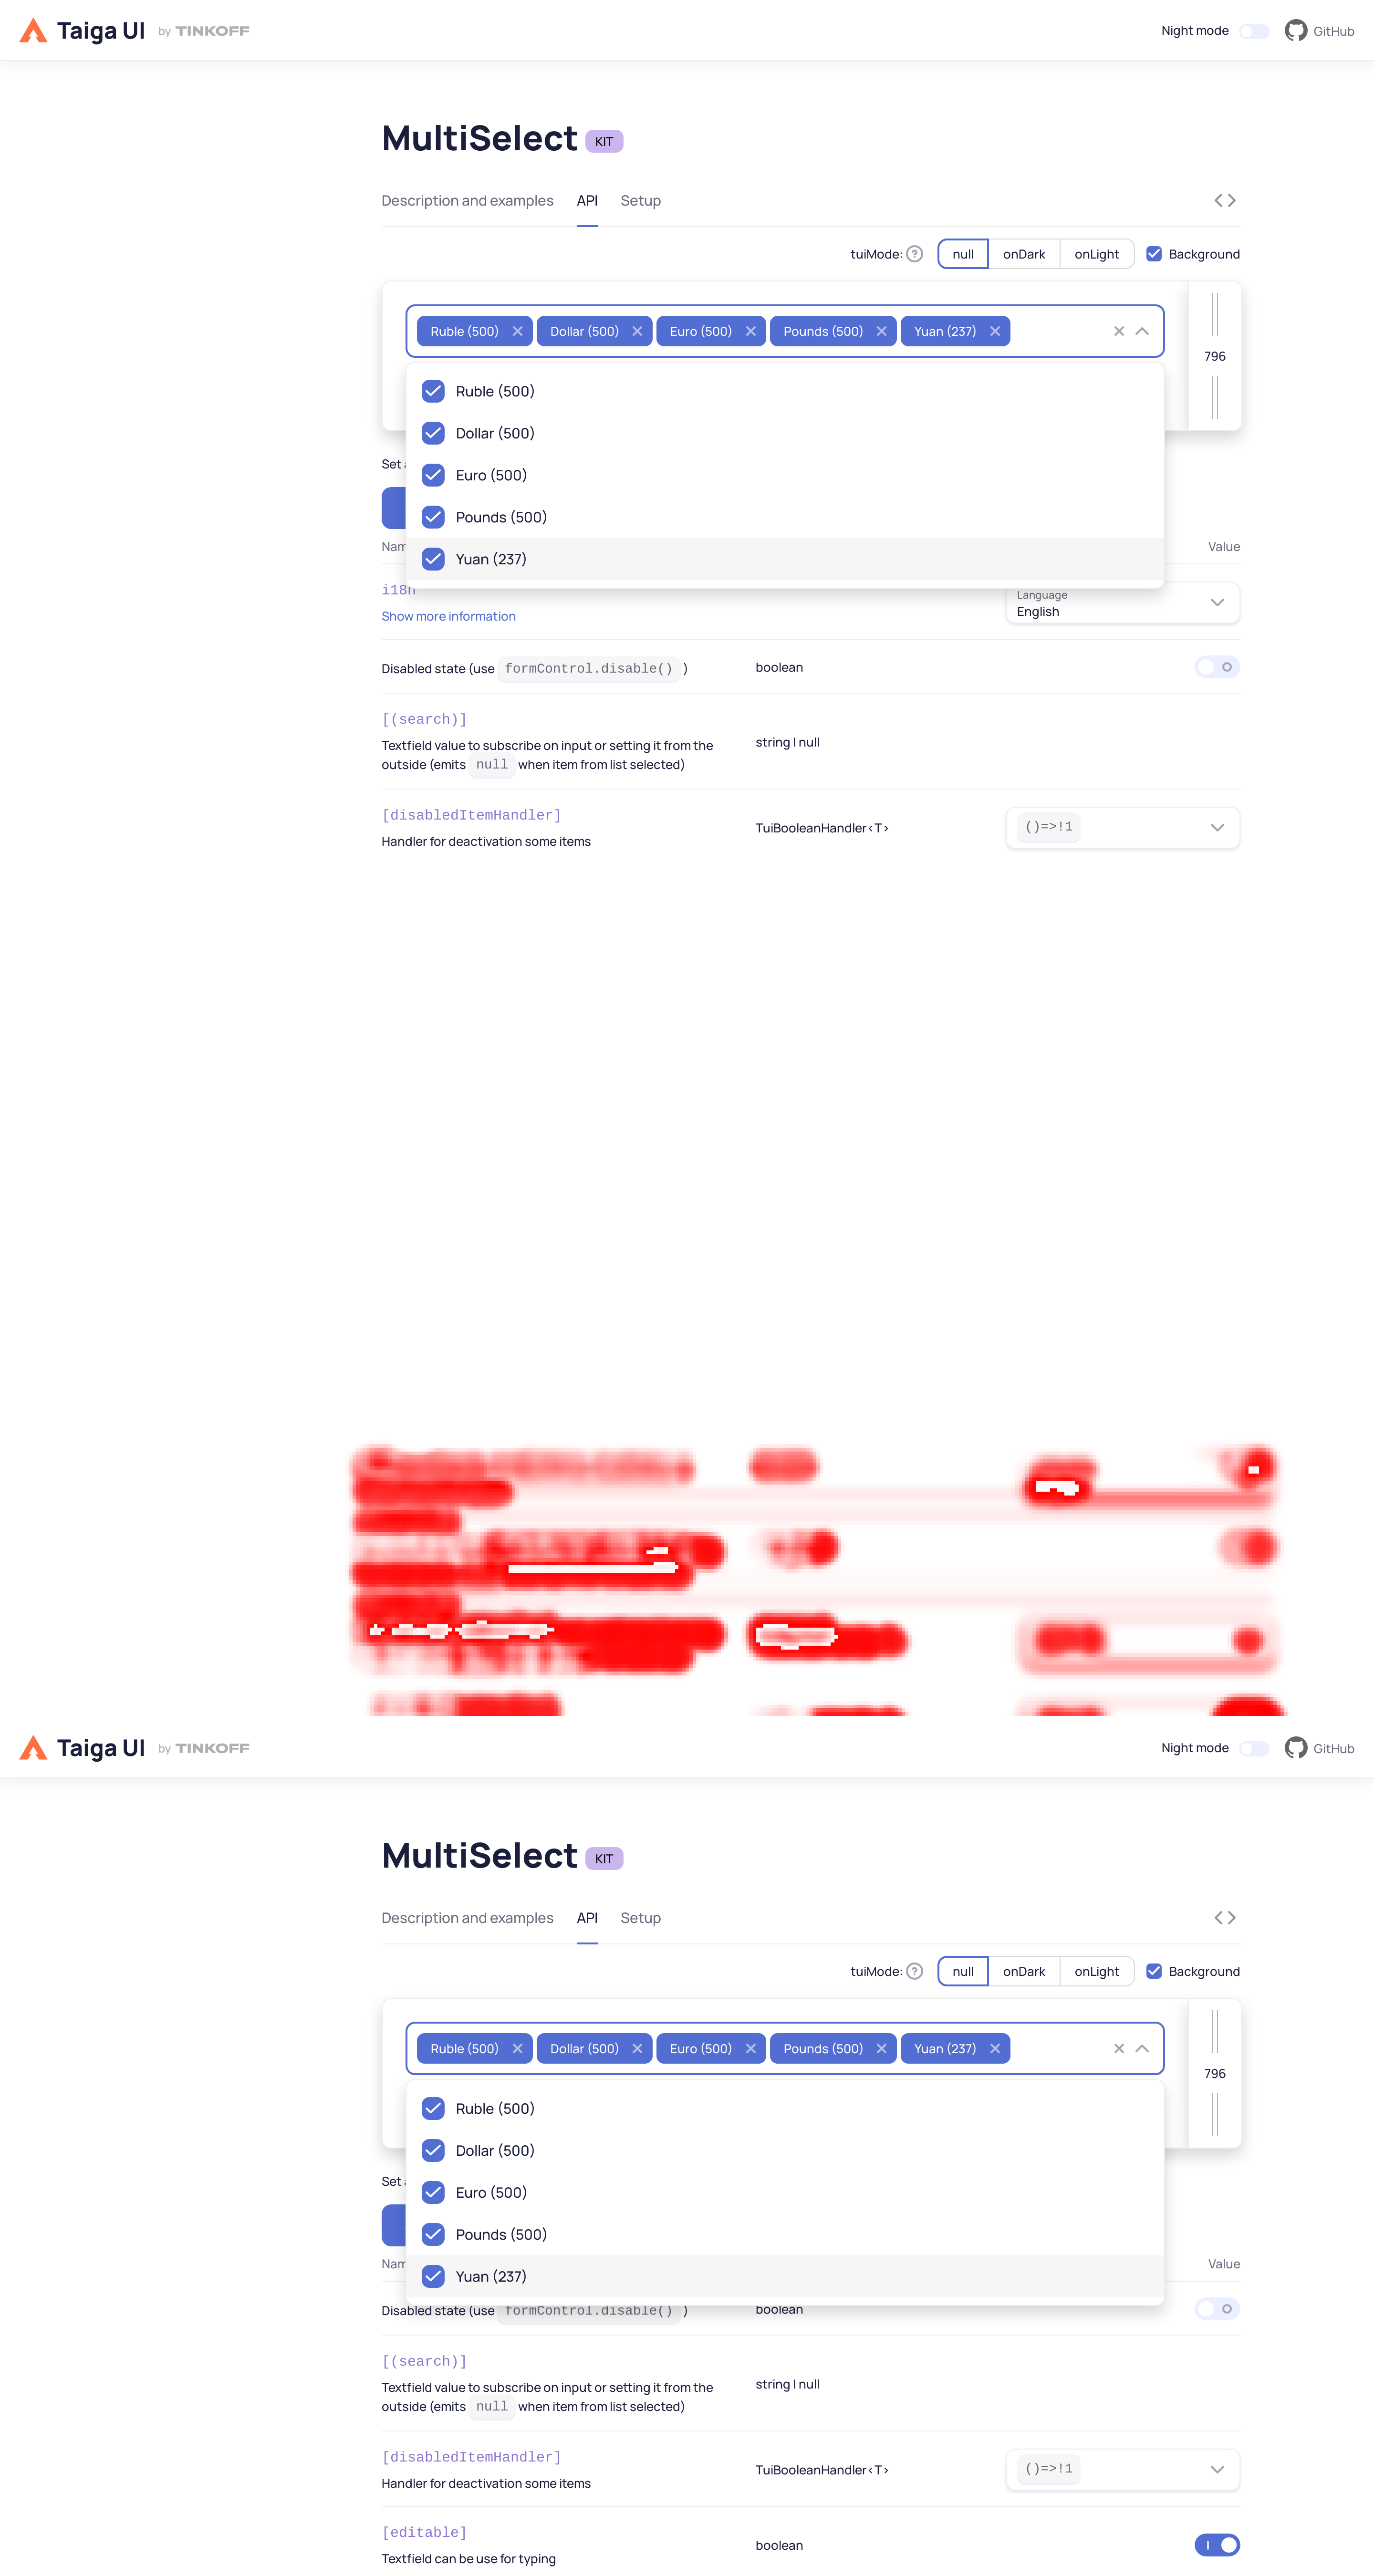 Taiga UI by TINKOFF Night mode GitHub
MultiSelect KIT
Description and examples API Setup
tuiMode: ? null onDark onLight Background
Ruble (500) Dollar (500) Euro (500) Pounds (500) Yuan (237)
796
Ruble (500)
Dollar (500)
Euro (500)
Set
Pounds (500)
Nam Value
Yuan (237)
i18n
Language
English
Show more information
Disabled state (use formControl.disable() ) boolean
[(search)]
Textfield value to subscribe on input or setting it from the
string | null
outside (emits null when item from list selected)
[disabledItemHandler]
TuiBooleanHandler<T> ()=>!1
Handler for deactivation some items
Taiga UI by TINKOFF Night mode GitHub
MultiSelect KIT
Description and examples API Setup
tuiMode: ? null onDark onLight Background
Ruble (500) Dollar (500) Euro (500) Pounds (500) Yuan (237)
796
Ruble (500)
Dollar (500)
Euro (500)
Set
Pounds (500)
Nam Value
Yuan (237)
Disabled state (use formControl.disable() ) boolean
[(search)]
Textfield value to subscribe on input or setting it from the
string | null
outside (emits null when item from list selected)
[disabledItemHandler]
TuiBooleanHandler<T> ()=>!1
Handler for deactivation some items
[editable]
boolean
Textfield can be use for typing